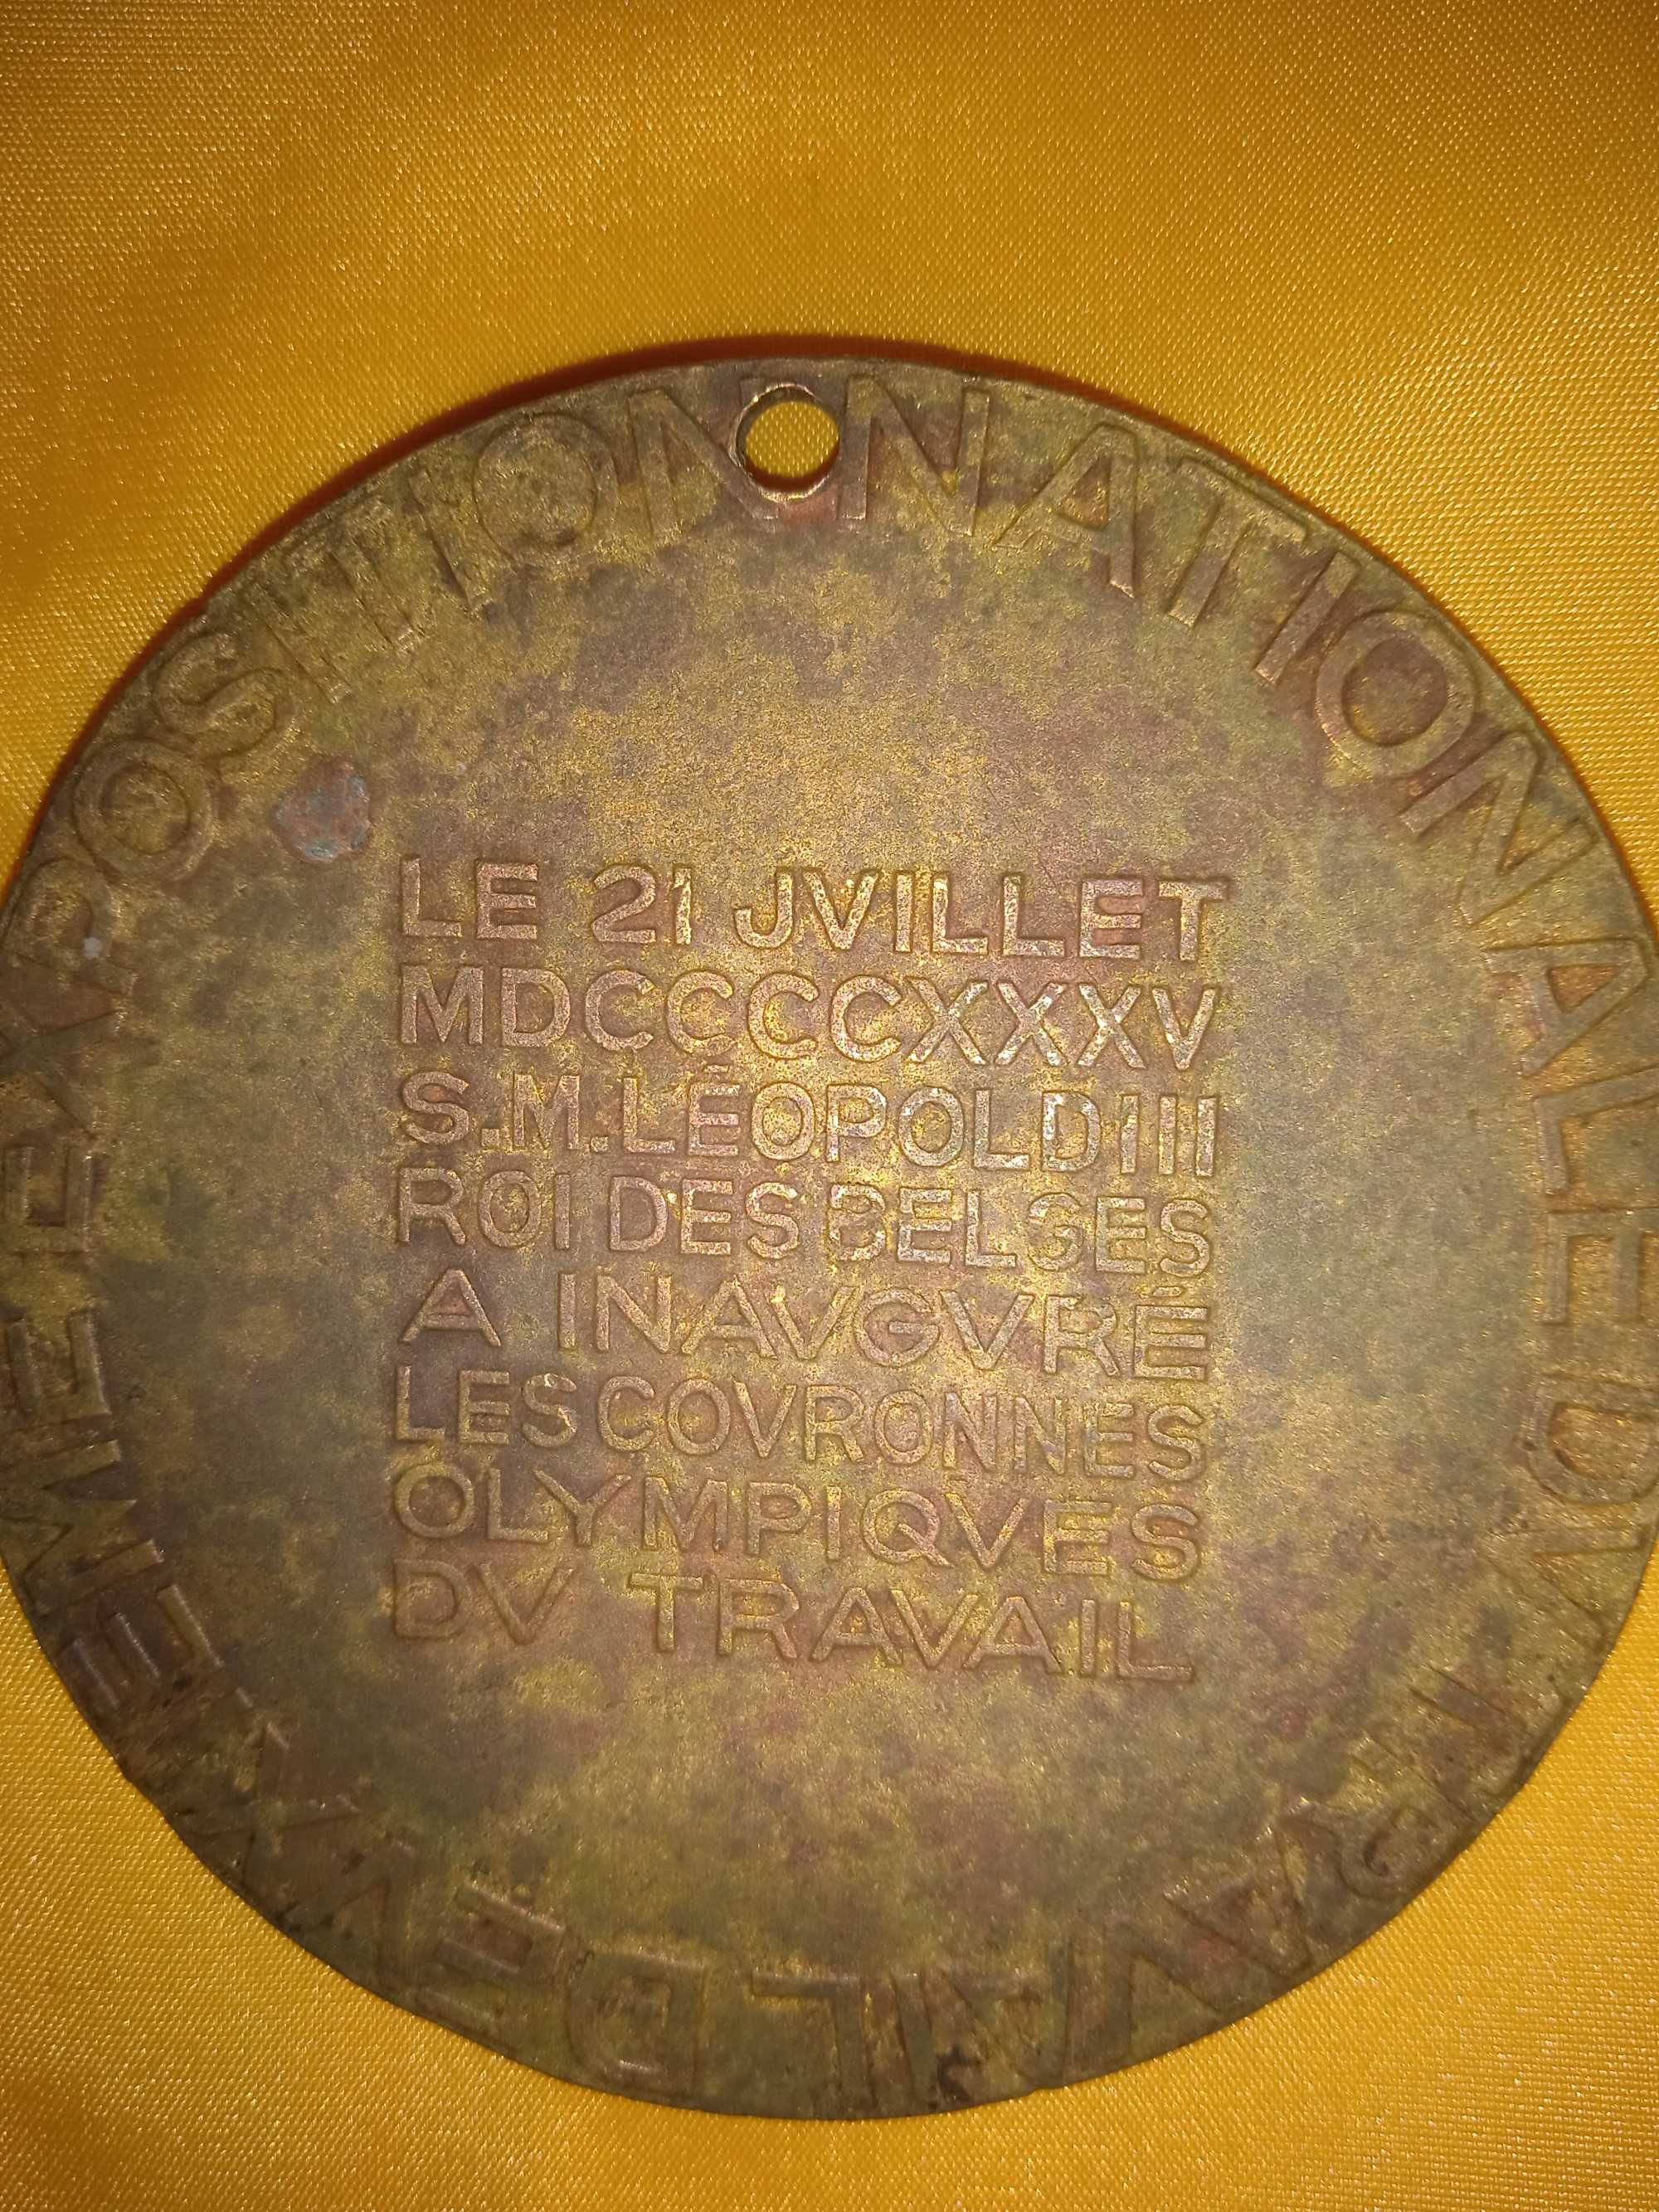 DEVXIEME EXPOSITION NATIONALE DV TRAVAIL
LE 21 JVILLET
MDCCCCXXXV
S.M.LÉOPOLD III
ROI DES BELGES
A INAVGVRÉ
LES COVRONNES
OLYMPIQVES
DV TRAVAIL